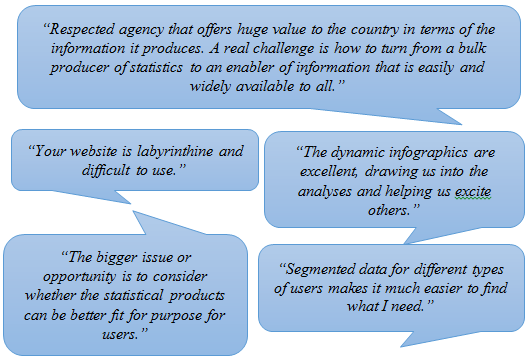 “Respected agency that offers huge value to the country in terms of the
information it produces. A real challenge is how to turn from a bulk
producer of statistics to an enabler of information that is easily and
widely available to all.”
“Your website is labyrinthine and
difficult to use.”
“The dynamic infographics are
excellent, drawing us into the
analyses and helping us excite
others.”
“The bigger issue or
opportunity is to consider
whether the statistical products
can be better fit for purpose for
users.”
“Segmented data for different types
of users makes it much easier to find
what I need.”